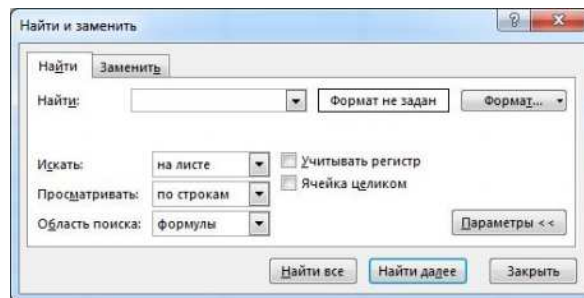 Найти и заменить
Найти Заменить
Найти: Формат не задан Формат...
Искать: на листе Учитывать регистр
Просматривать: по строкам Ячейка целиком
Область поиска: формулы Параметры <<
Найти все Найти далее Закрыть